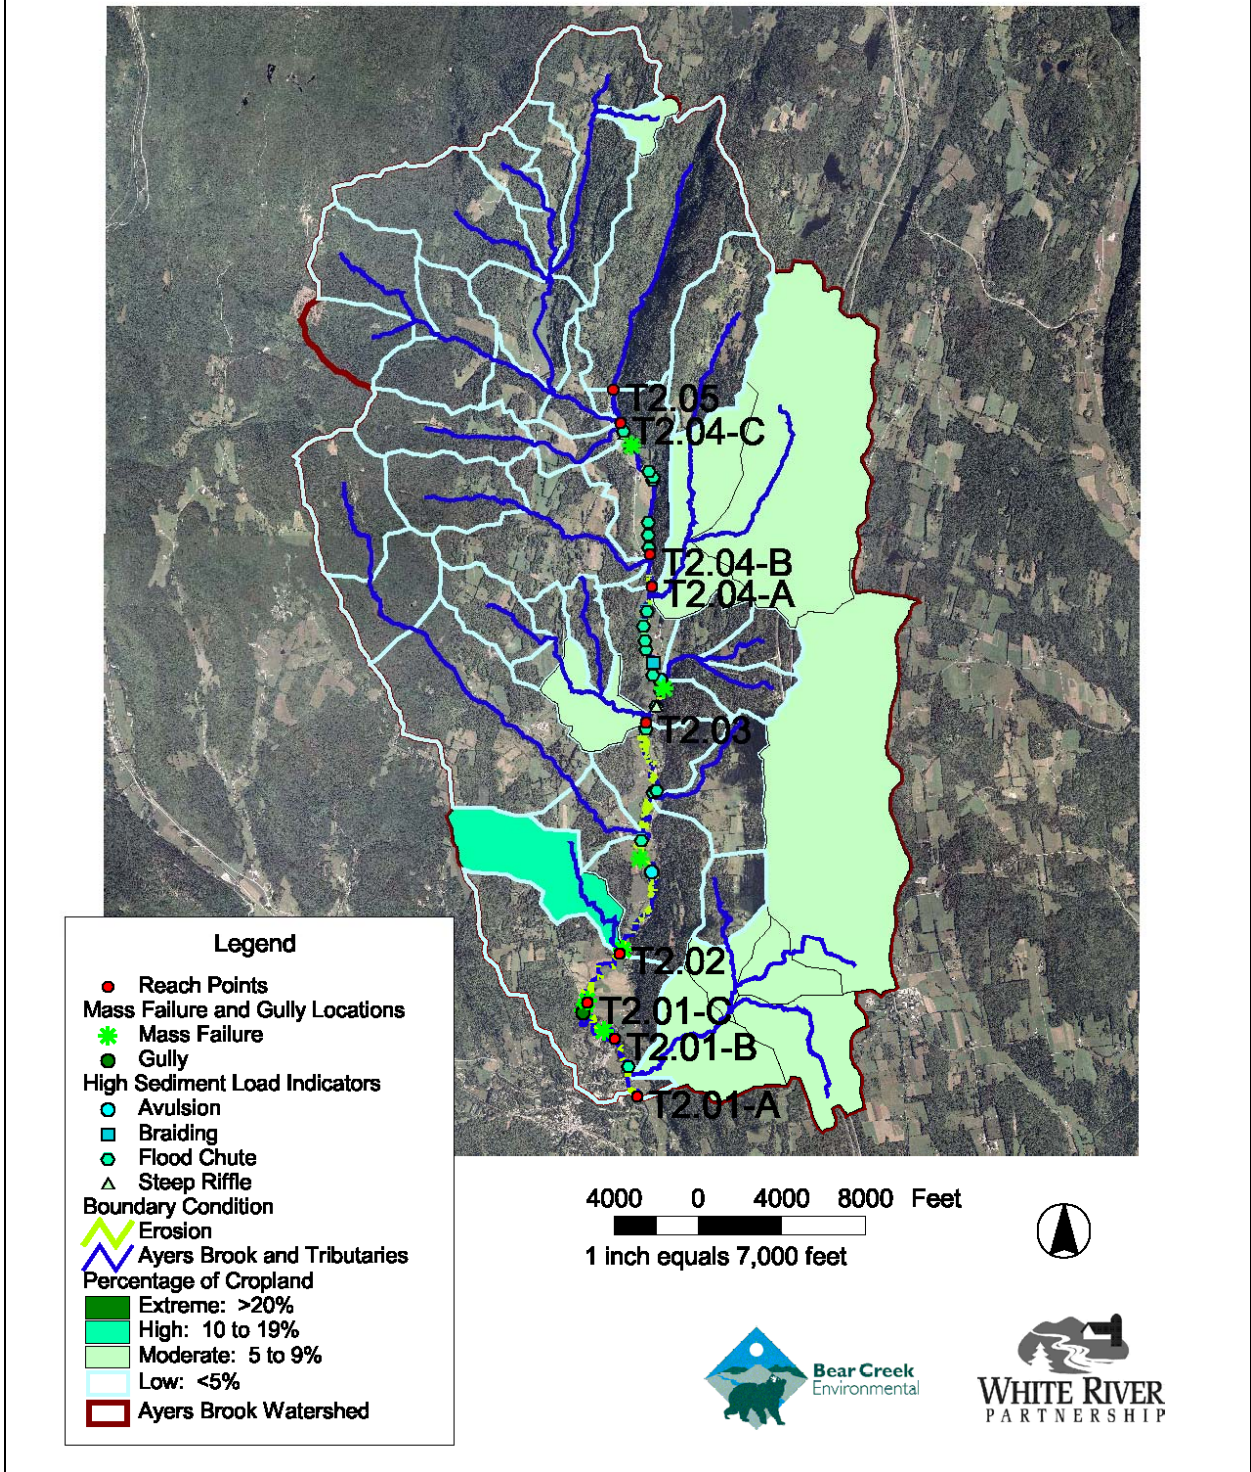 T2.05
T2.04-C
T2.04-B
T2.04-A
T2.03
T2.02
T2.01-C
T2.01-B
T2.01-A
Legend
Reach Points
Mass Failure and Gully Locations
Mass Failure
Gully
High Sediment Load Indicators
Avulsion
Braiding
Flood Chute
Steep Riffle
Boundary Condition
Erosion
Ayers Brook and Tributaries
Percentage of Cropland
Extreme: >20%
High: 10 to 19%
Moderate: 5 to 9%
Low: <5%
Ayers Brook Watershed
4000 0 4000 8000 Feet
1 inch equals 7,000 feet
Bear Creek
Environmental
WHITE RIVER
PARTNERSHIP